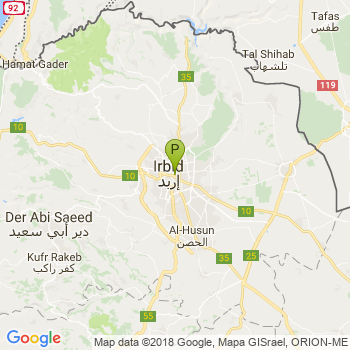 92
Tafas
طفس
Hamat Gader
Tal Shihab
تلشهاب
35
119
10
P
Irbid
إربد
10
Der Abi Saeed
دير أبي سعيد
10
Al-Husun
الحصن
Kufr Rakeb
كفر راكب
35
25
55
Google
Map data ©2018 Google, Mapa GISrael, ORION-ME